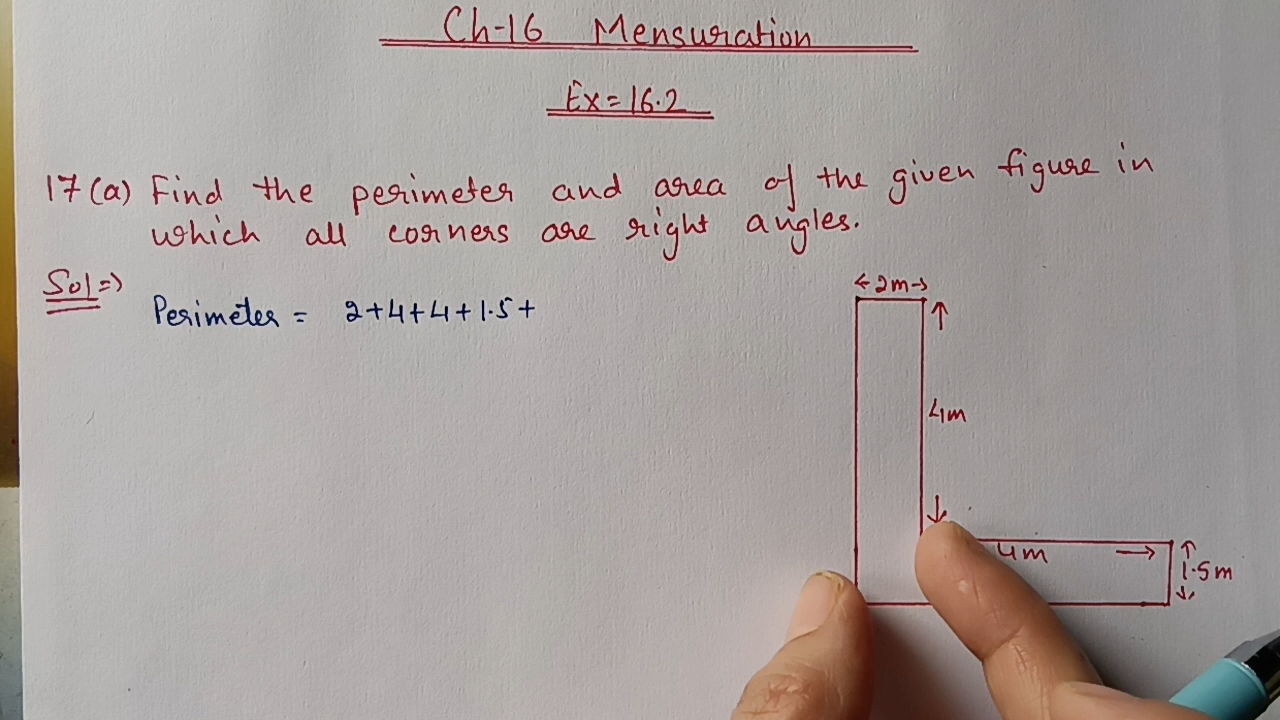 Ch-16 Mensuration
Ex=16.2
17(a) Find the perimeter and area of the given figure in
which all corners are right angles.
Sol=>
Perimeter = 2+4+4+1.5+
2m
4m
4m
1.5m